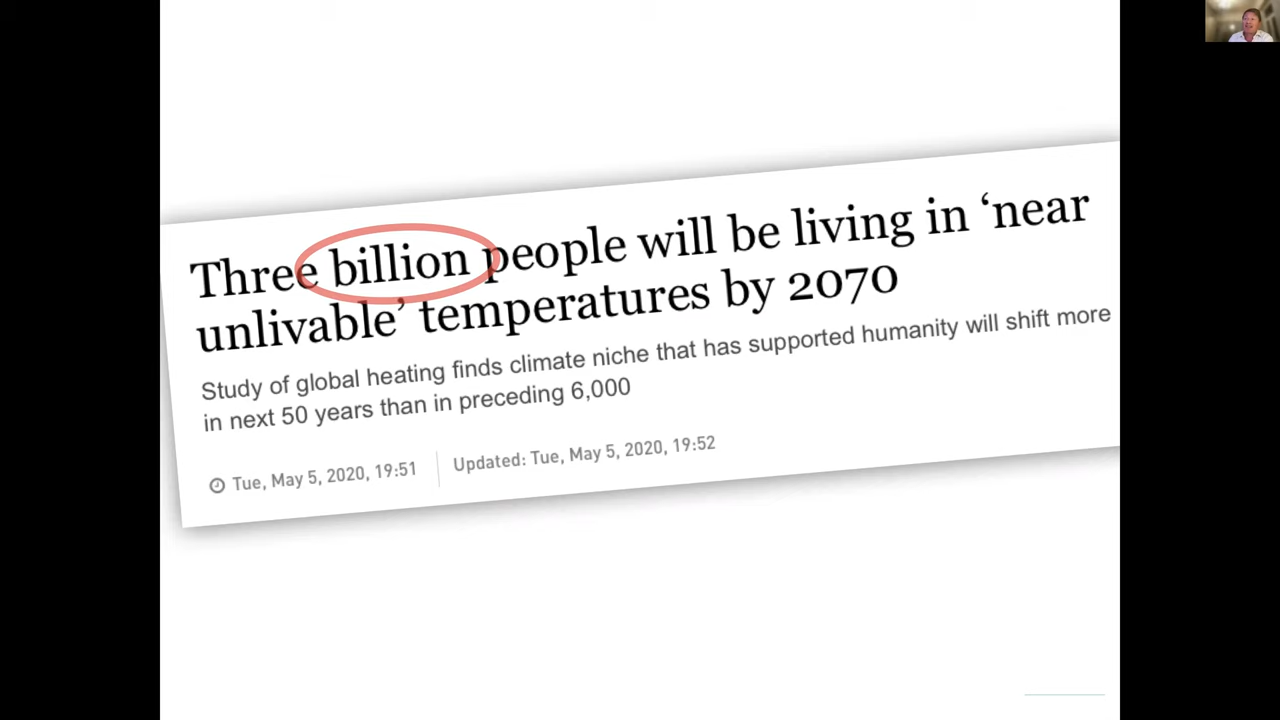 Three billion people will be living in ‘near
unlivable’ temperatures by 2070
Study of global heating finds climate niche that has supported humanity will shift more
in next 50 years than in preceding 6,000
Tue, May 5, 2020, 19:51
Updated: Tue, May 5, 2020, 19:52